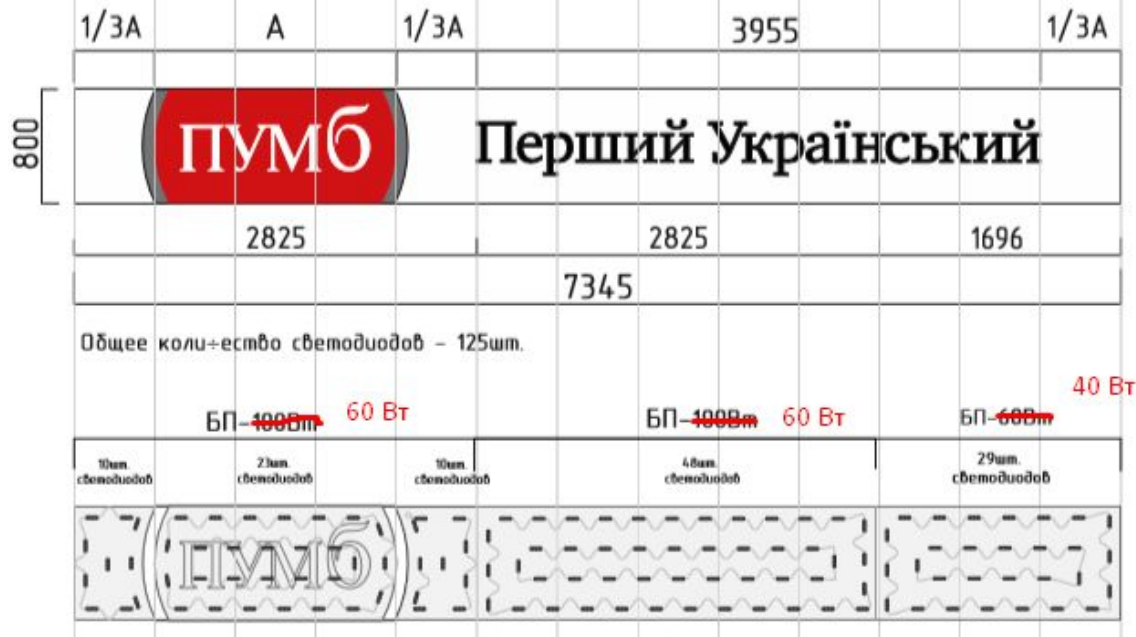 1/3A A 1/3A 3955 1/3A
800
пумб Перший Український
2825 2825 1696
7345
Общее коли÷ество светодиодов - 125шт.
40 Вт
БП-100Вт 60 Вт БП-100Вт 60 Вт БП-60Вт
10шт. 23шт. 10шт. 48шт. 29шт.
светодиодов светодиодов светодиодов светодиодов светодиодов
пумб